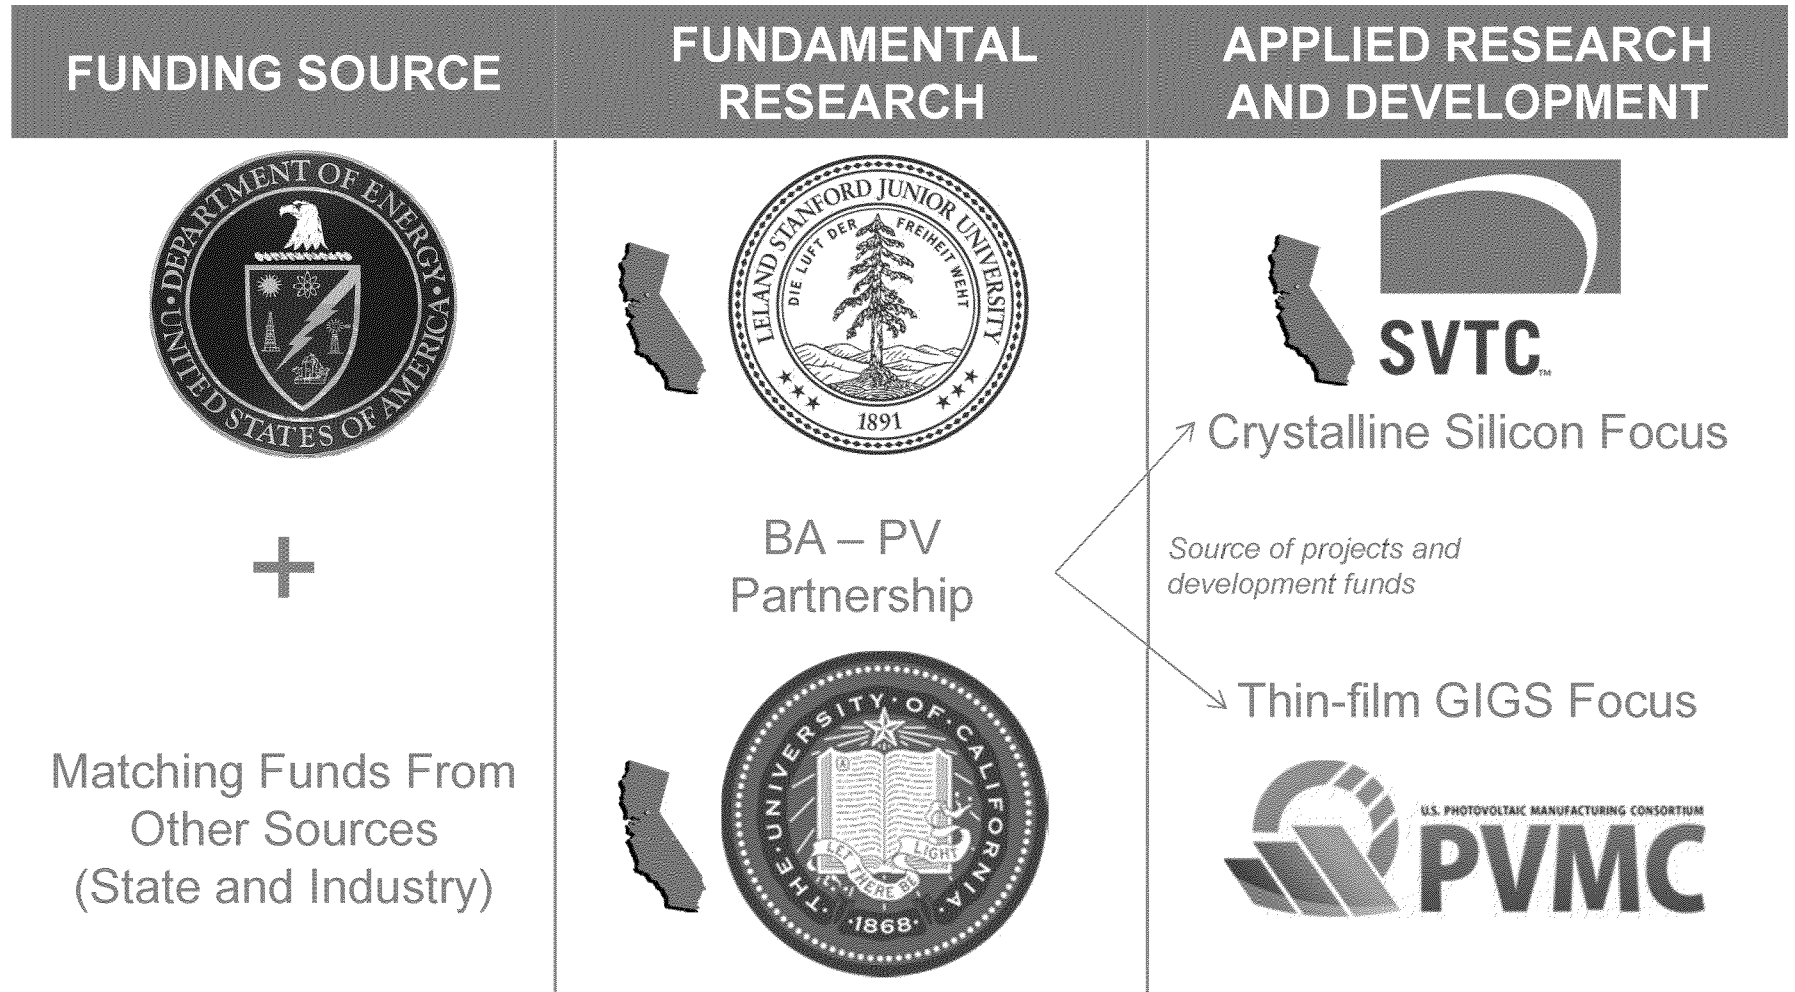 FUNDING SOURCE
FUNDAMENTAL
RESEARCH
APPLIED RESEARCH
AND DEVELOPMENT
DEPARTMENT OF ENERGY
UNITED STATES OF AMERICA
LELAND STANFORD JUNIOR UNIVERSITY
DIE LUFT DER FREIHEIT WEHT
1891
SVTC™
Crystalline Silicon Focus
+
BA – PV
Partnership
Source of projects and
development funds
Thin-film GIGS Focus
Matching Funds From
Other Sources
(State and Industry)
THE UNIVERSITY OF CALIFORNIA
A
LET THERE BE LIGHT
1868
U.S. PHOTOVOLTAIC MANUFACTURING CONSORTIUM
PVMC